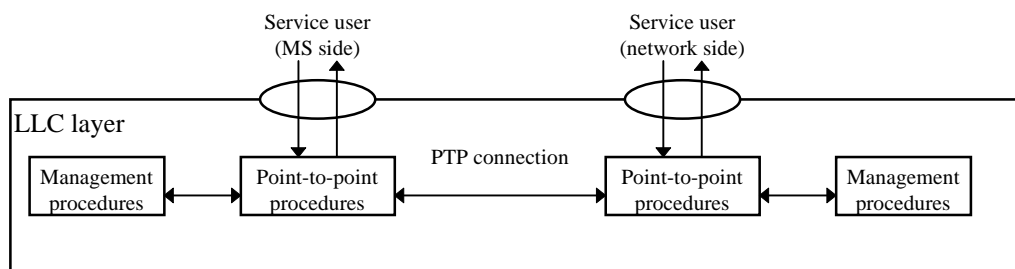 Service user
(MS side)
Service user
(network side)
LLC layer
PTP connection
Management
procedures
Point-to-point
procedures
Point-to-point
procedures
Management
procedures